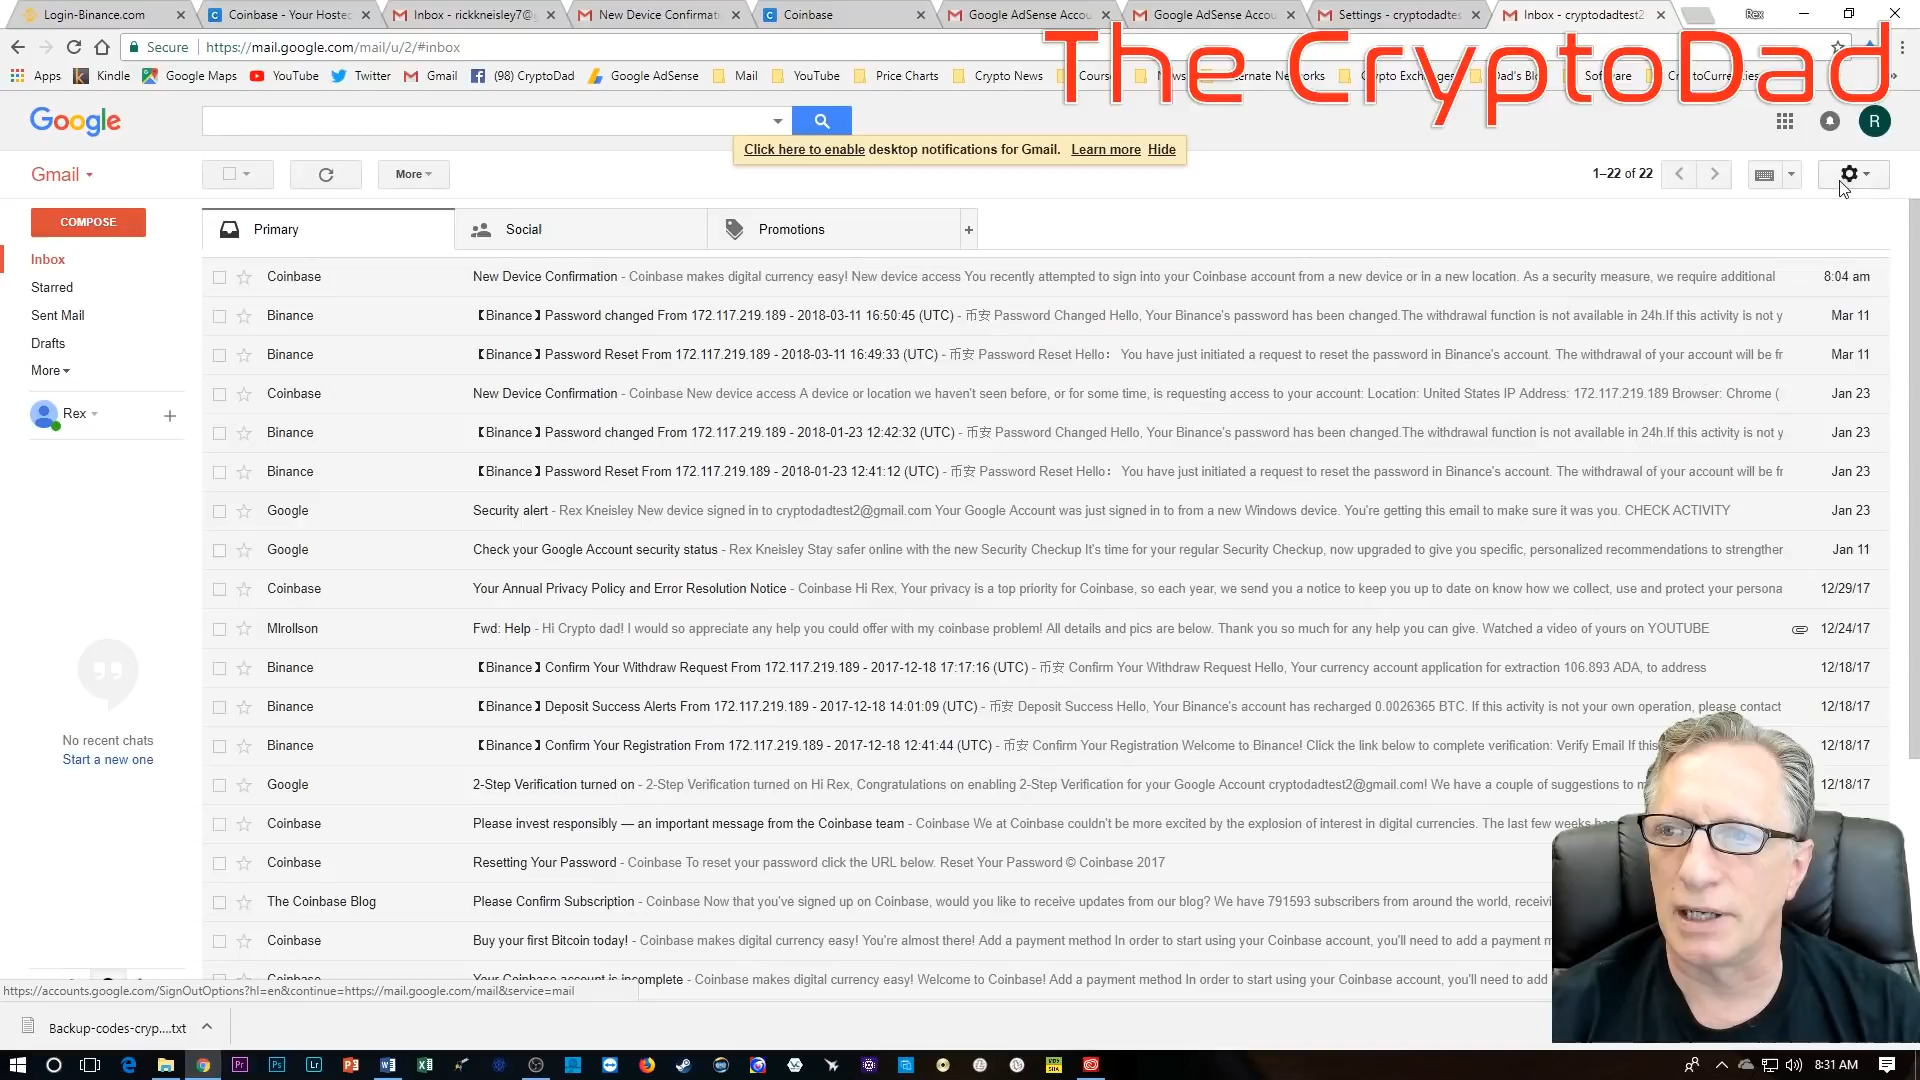 Login-Binance.com
Coinbase - Your Hosted
Inbox - rickkneisley7@g
New Device Confirmati
Coinbase
Google AdSense Accou
Google AdSense Accou
Settings - cryptodadtes
Inbox - cryptodadtest2
Rex
Secure
https://mail.google.com/mail/u/2/#inbox
The CryptoDad
Apps
Kindle
Google Maps
YouTube
Twitter
Gmail
(98) CryptoDad
Google AdSense
Mail
YouTube
Price Charts
Crypto News
Software
Google
Click here to enable desktop notifications for Gmail. Learn more Hide
R
Gmail
More
1–22 of 22
COMPOSE
Primary
Social
Promotions
+
Inbox
Starred
Sent Mail
Drafts
More
Rex
No recent chats
Start a new one
Coinbase New Device Confirmation - Coinbase makes digital currency easy! New device access You recently attempted to sign into your Coinbase account from a new device or in a new location. As a security measure, we require additional 8:04 am
Binance 【Binance】Password changed From 172.117.219.189 - 2018-03-11 16:50:45 (UTC) - 币安 Password Changed Hello, Your Binance's password has been changed.The withdrawal function is not available in 24h.If this activity is not y Mar 11
Binance 【Binance】Password Reset From 172.117.219.189 - 2018-03-11 16:49:33 (UTC) - 币安 Password Reset Hello： You have just initiated a request to reset the password in Binance's account. The withdrawal of your account will be fr Mar 11
Coinbase New Device Confirmation - Coinbase New device access A device or location we haven't seen before, or for some time, is requesting access to your account: Location: United States IP Address: 172.117.219.189 Browser: Chrome ( Jan 23
Binance 【Binance】Password changed From 172.117.219.189 - 2018-01-23 12:42:32 (UTC) - 币安 Password Changed Hello, Your Binance's password has been changed.The withdrawal function is not available in 24h.If this activity is not y Jan 23
Binance 【Binance】Password Reset From 172.117.219.189 - 2018-01-23 12:41:12 (UTC) - 币安 Password Reset Hello： You have just initiated a request to reset the password in Binance's account. The withdrawal of your account will be fr Jan 23
Google Security alert - Rex Kneisley New device signed in to cryptodadtest2@gmail.com Your Google Account was just signed in to from a new Windows device. You're getting this email to make sure it was you. CHECK ACTIVITY Jan 23
Google Check your Google Account security status - Rex Kneisley Stay safer online with the new Security Checkup It's time for your regular Security Checkup, now upgraded to give you specific, personalized recommendations to strengther Jan 11
Coinbase Your Annual Privacy Policy and Error Resolution Notice - Coinbase Hi Rex, Your privacy is a top priority for Coinbase, so each year, we send you a notice to keep you up to date on know how we collect, use and protect your persona 12/29/17
Mlrollson Fwd: Help - Hi Crypto dad! I would so appreciate any help you could offer with my coinbase problem! All details and pics are below. Thank you so much for any help you can give. Watched a video of yours on YOUTUBE 12/24/17
Binance 【Binance】Confirm Your Withdraw Request From 172.117.219.189 - 2017-12-18 17:17:16 (UTC) - 币安 Confirm Your Withdraw Request Hello, Your currency account application for extraction 106.893 ADA, to address 12/18/17
Binance 【Binance】Deposit Success Alerts From 172.117.219.189 - 2017-12-18 14:01:09 (UTC) - 币安 Deposit Success Hello, Your Binance's account has recharged 0.0026365 BTC. If this activity is not your own operation, please contact 12/18/17
Binance 【Binance】Confirm Your Registration From 172.117.219.189 - 2017-12-18 12:41:44 (UTC) - 币安 Confirm Your Registration Welcome to Binance! Click the link below to complete verification: Verify Email If this 12/18/17
Google 2-Step Verification turned on - 2-Step Verification turned on Hi Rex, Congratulations on enabling 2-Step Verification for your Google Account cryptodadtest2@gmail.com! We have a couple of suggestions to 12/18/17
Coinbase Please invest responsibly — an important message from the Coinbase team - Coinbase We at Coinbase couldn't be more excited by the explosion of interest in digital currencies. The last few weeks
Coinbase Resetting Your Password - Coinbase To reset your password click the URL below. Reset Your Password © Coinbase 2017
The Coinbase Blog Please Confirm Subscription - Coinbase Now that you've signed up on Coinbase, would you like to receive updates from our blog? We have 791593 subscribers from around the world, receivi
Coinbase Buy your first Bitcoin today! - Coinbase makes digital currency easy! You're almost there! Add a payment method In order to start using your Coinbase account, you'll need to add a payment m
Coinbase Your Coinbase account is incomplete - Coinbase makes digital currency easy! Welcome to Coinbase! Add a payment method In order to start using your Coinbase account, you'll need to add
https://accounts.google.com/SignOutOptions?hl=en&continue=https://mail.google.com/mail&service=mail
Backup-codes-cryp....txt
8:31 AM